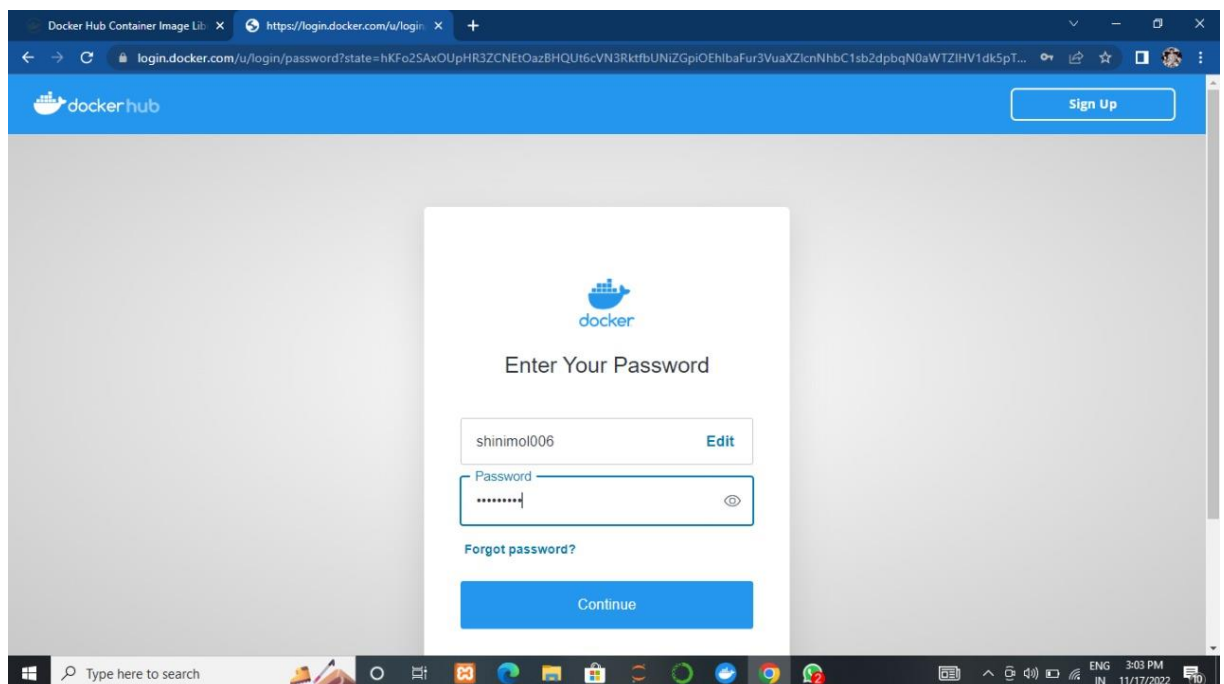 Docker Hub Container Image Lib
https://login.docker.com/u/login
login.docker.com/u/login/password?state=hKFo2SAxOUpHR3ZCNEtOazBHQUt6cVN3RktfbUNiZGpiOEhlbaFur3VuaXZlcnNhbC1sb2dpbqN0aWTZIHV1dk5pT...
dockerhub
Sign Up
docker
Enter Your Password
shinimol006 Edit
Password
•••••••••
Forgot password?
Continue
Type here to search
2
ENG 3:03 PM
IN 11/17/2022
10